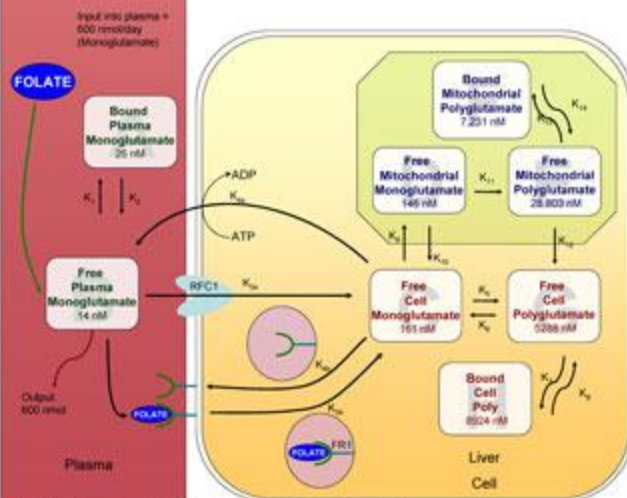 Input into plasma =
600 nmol/day
(Monoglutamate)
FOLATE
Bound
Plasma
Monoglutamate
26 nM
K₁
K₂
Free
Plasma
Monoglutamate
14 nM
Output
600 nmol
Plasma
ADP
ATP
RFC1
FOLATE
FOLATE
FR1
Bound
Mitochondrial
Polyglutamate
7.231 nM
Free
Mitochondrial
Monoglutamate
146 nM
K₁₁
Free
Mitochondrial
Polyglutamate
28.803 nM
Free
Cell
Monoglutamate
161 nM
Free
Cell
Polyglutamate
5288 nM
Bound
Cell
Poly
8924 nM
Liver
Cell